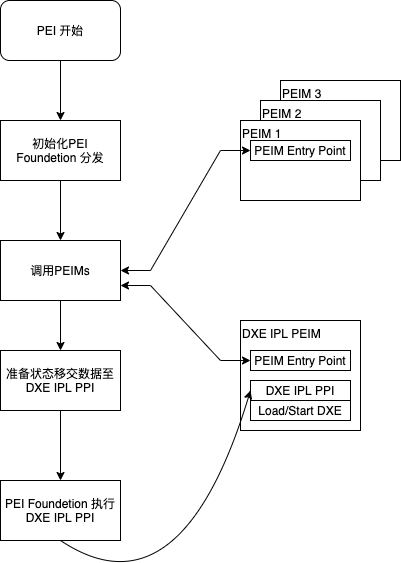 PEI 开始
初始化PEI
Foundetion 分发
调用PEIMs
准备状态移交数据至
DXE IPL PPI
PEI Foundetion 执行
DXE IPL PPI
PEIM 3
PEIM 2
PEIM 1
PEIM Entry Point
DXE IPL PEIM
PEIM Entry Point
DXE IPL PPI
Load/Start DXE